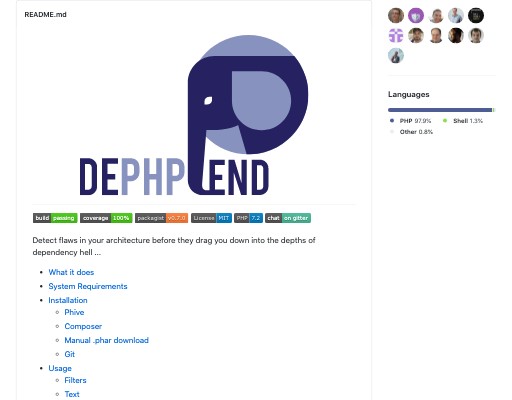 README.md
DEPHPEND
build passing coverage 100% packagist v0.7.0 License MIT PHP 7.2 chat on gitter
Detect flaws in your architecture before they drag you down into the depths of
dependency hell ...
What it does
System Requirements
Installation
Phive
Composer
Manual .phar download
Git
Usage
Filters
Text
Languages
PHP 97.9% Shell 1.3%
Other 0.8%